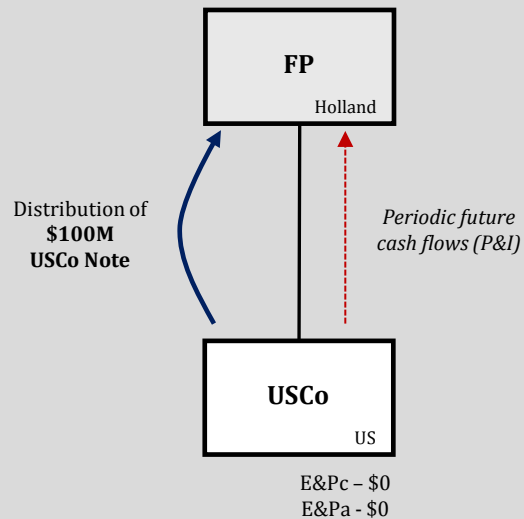 FP
Holland
Distribution of
$100M
USCo Note
Periodic future
cash flows (P&I)
USCo
US
E&Pc – $0
E&Pa - $0